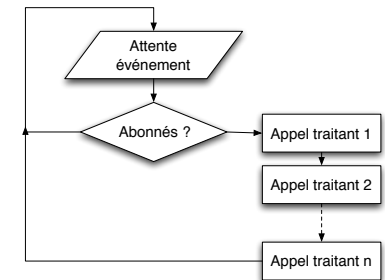 Attente
événement
Abonnés ?
Appel traitant 1
Appel traitant 2
Appel traitant n